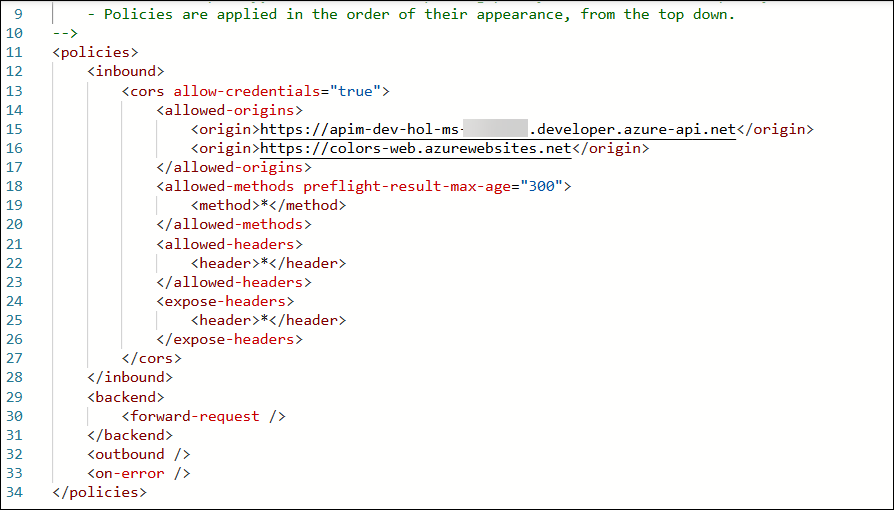 9 - Policies are applied in the order of their appearance, from the top down.
10 -->
11 <policies>
12 <inbound>
13 <cors allow-credentials="true">
14 <allowed-origins>
15 <origin>https://apim-dev-hol-ms- .developer.azure-api.net</origin>
16 <origin>https://colors-web.azurewebsites.net</origin>
17 </allowed-origins>
18 <allowed-methods preflight-result-max-age="300">
19 <method>*</method>
20 </allowed-methods>
21 <allowed-headers>
22 <header>*</header>
23 </allowed-headers>
24 <expose-headers>
25 <header>*</header>
26 </expose-headers>
27 </cors>
28 </inbound>
29 <backend>
30 <forward-request />
31 </backend>
32 <outbound />
33 <on-error />
34 </policies>